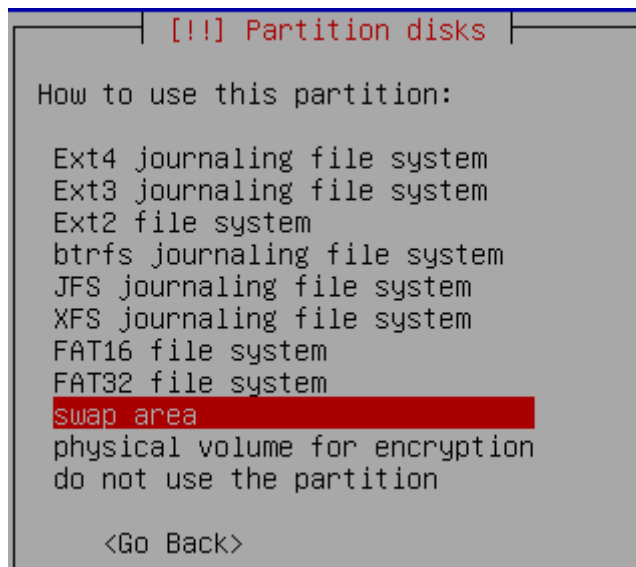 [!!] Partition disks
How to use this partition:
Ext4 journaling file system
Ext3 journaling file system
Ext2 file system
btrfs journaling file system
JFS journaling file system
XFS journaling file system
FAT16 file system
FAT32 file system
swap area
physical volume for encryption
do not use the partition
<Go Back>